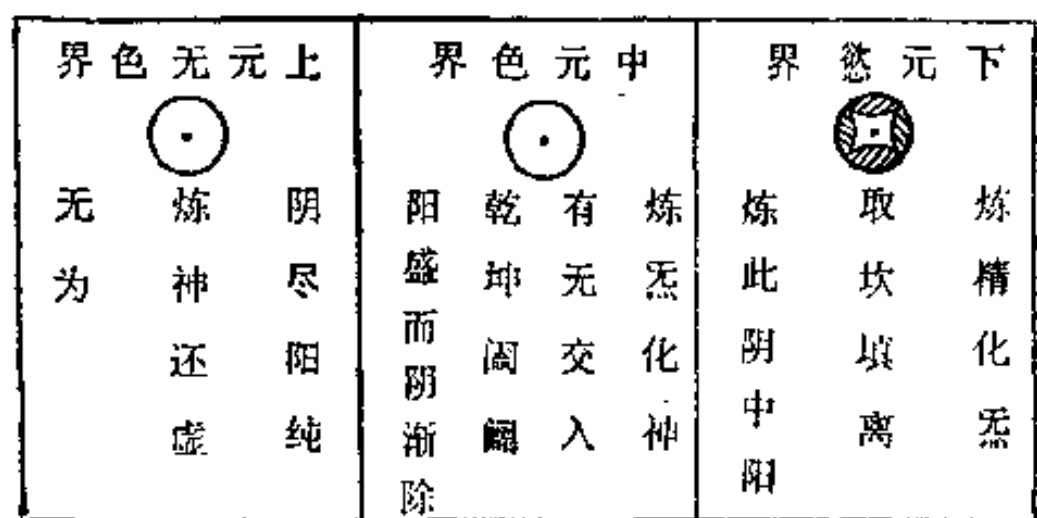 下元慾界
炼精化炁
取坎填离
炼此阴中阳
中元色界
炼炁化神
有无交入
乾坤阖闢
阳盛而阴渐除
上元无色界
阴尽阳纯
炼神还虚
无为